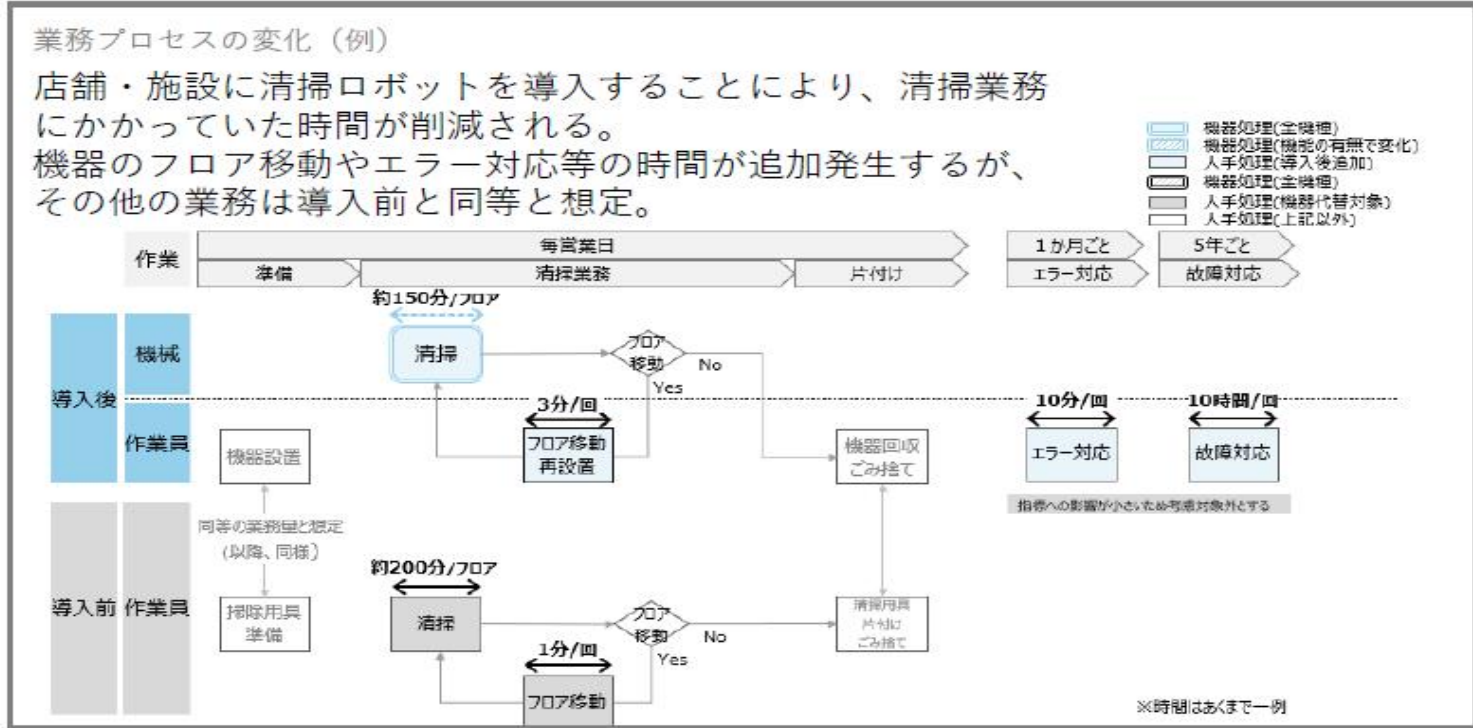 業務プロセスの変化（例）
店舗・施設に清掃ロボットを導入することにより、清掃業務
にかかっていた時間が削減される。
機器のフロア移動やエラー対応等の時間が追加発生するが、
その他の業務は導入前と同等と想定。
機器処理(全機種)
機器処理(機能の有無で変化)
人手処理(導入後追加)
機器処理(全機種)
人手処理(機器代替対象)
人手処理(上記以外)
作業
毎営業日
1か月ごと
5年ごと
準備
清掃業務
片付け
エラー対応
故障対応
導入後
機械
約150分/フロア
清掃
フロア
移動
No
Yes
作業員
機器設置
3分/回
フロア移動
再設置
機器回収
ごみ捨て
10分/回
エラー対応
10時間/回
故障対応
指標への影響が小さいため考慮対象外とする
同等の業務量と想定
(以降、同様)
導入前
作業員
掃除用具
準備
約200分/フロア
清掃
フロア
移動
No
Yes
1分/回
フロア移動
清掃用具
片付け
ごみ捨て
※時間はあくまで一例